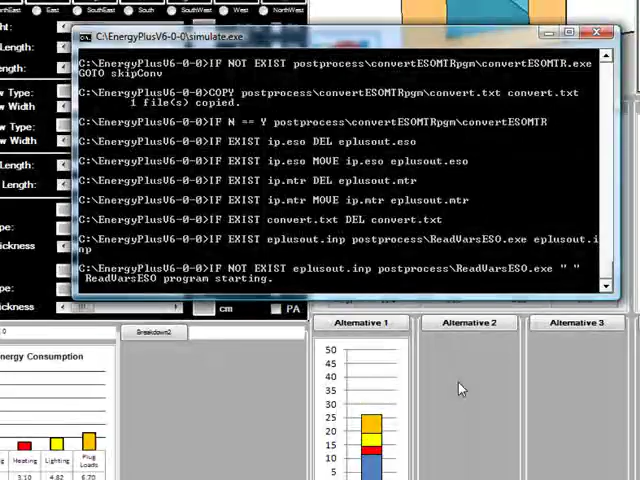 NorthEast
East
SouthEast
South
SouthWest
West
Length:
Length:
w Type:
w Width
w Type:
w Width
Length:
Length:
pe:
ickness
pe:
ickness
C:\EnergyPlusV6-0-0\simulate.exe
C:\EnergyPlusV6-0-0>IF NOT EXIST postprocess\convertESOMTRpgm\convertESOMTR.exe
GOTO skipConv
C:\EnergyPlusV6-0-0>COPY postprocess\convertESOMTRpgm\convert.txt convert.txt
1 file(s) copied.
C:\EnergyPlusV6-0-0>IF N == Y postprocess\convertESOMTRpgm\convertESOMTR
C:\EnergyPlusV6-0-0>IF EXIST ip.eso DEL eplusout.eso
C:\EnergyPlusV6-0-0>IF EXIST ip.eso MOVE ip.eso eplusout.eso
C:\EnergyPlusV6-0-0>IF EXIST ip.mtr DEL eplusout.mtr
C:\EnergyPlusV6-0-0>IF EXIST ip.mtr MOVE ip.mtr eplusout.mtr
C:\EnergyPlusV6-0-0>IF EXIST convert.txt DEL convert.txt
C:\EnergyPlusV6-0-0>IF EXIST eplusout.inp postprocess\ReadVarsESO.exe eplusout.i
np
C:\EnergyPlusV6-0-0>IF NOT EXIST eplusout.inp postprocess\ReadVarsESO.exe " "
ReadVarsESO program starting.
cm
PA
0
Breakdown2
Alternative 1
Alternative 2
Alternative 3
nergy Consumption
50
45
40
35
30
25
20
15
10
5
Heating
Lighting
Plug
Loads
3.10
4.82
6.70